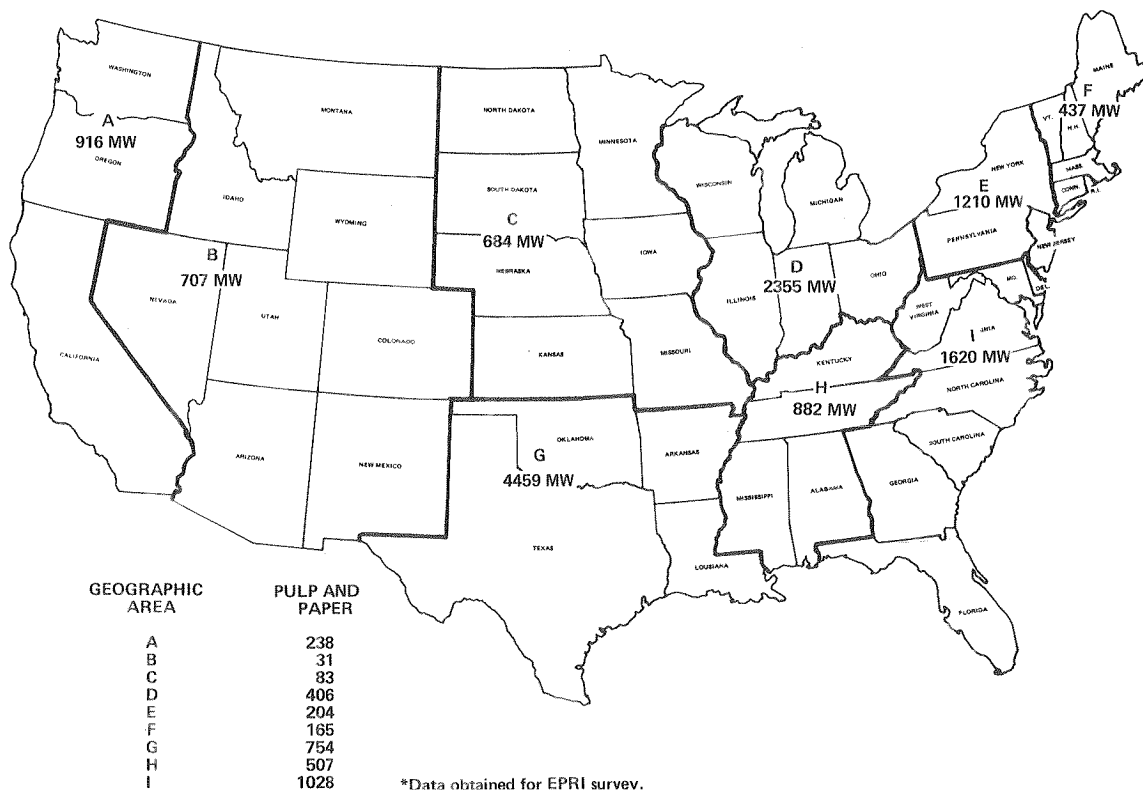 WASHINGTON
MONTANA
NORTH DAKOTA
MINNESOTA
MAINE
F
437 MW
VT.
N.H.
A
916 MW
OREGON
IDAHO
WYOMING
SOUTH DAKOTA
WISCONSIN
MICHIGAN
NEW YORK
MASS.
CONN.
R.I.
E
1210 MW
PENNSYLVANIA
NEW JERSEY
C
684 MW
NEBRASKA
IOWA
B
707 MW
NEVADA
UTAH
COLORADO
CALIFORNIA
KANSAS
MISSOURI
ILLINOIS
D
2355 MW
OHIO
WEST
VIRGINIA
MD.
DEL.
INIA
I
1620 MW
KENTUCKY
NORTH CAROLINA
H
882 MW
SOUTH CAROLINA
ARIZONA
NEW MEXICO
OKLAHOMA
G
4459 MW
ARKANSAS
MISSISSIPPI
ALABAMA
GEORGIA
TEXAS
LOUSIANA
FLORIDA
GEOGRAPHIC PULP AND
AREA PAPER
A 238
B 31
C 83
D 406
E 204
F 165
G 754
H 507
I 1028
*Data obtained for EPRI survey.